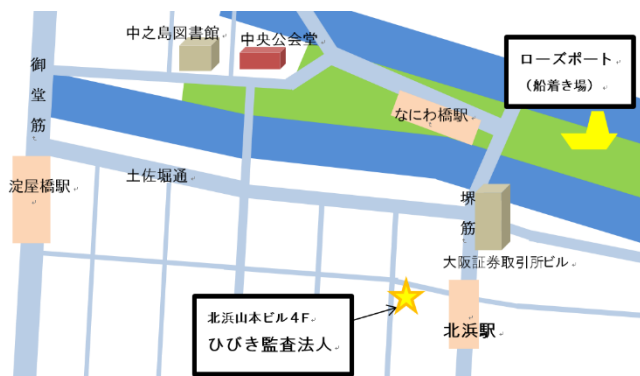 中之島図書館
中央公会堂
ローズポート
（船着き場）
御堂筋
なにわ橋駅
淀屋橋駅
土佐堀通
堺筋
大阪証券取引所ビル
北浜山本ビル４F
ひびき監査法人
北浜駅